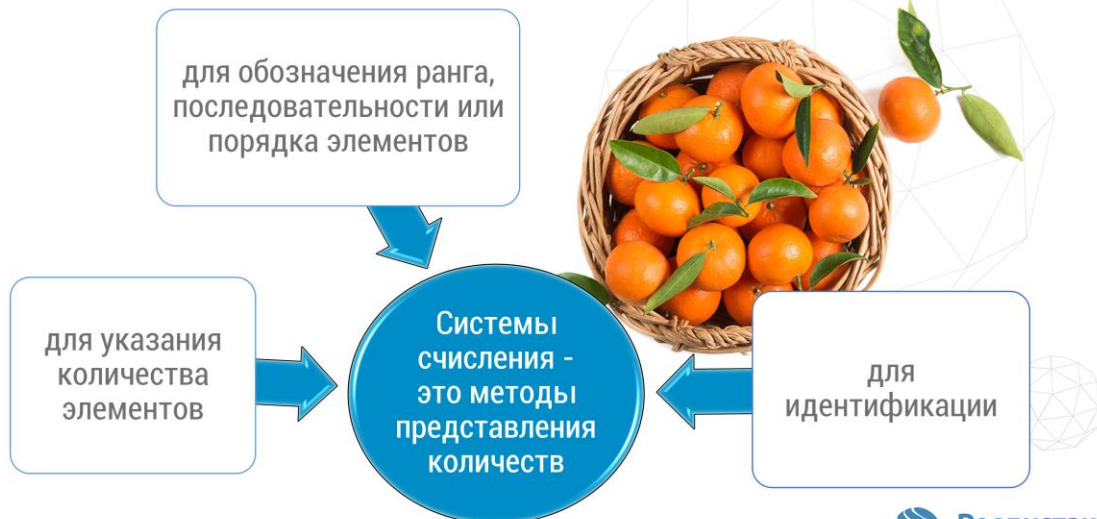 для обозначения ранга,
последовательности или
порядка элементов
для указания
количества
элементов
Системы
счисления -
это методы
представления
количеств
для
идентификации